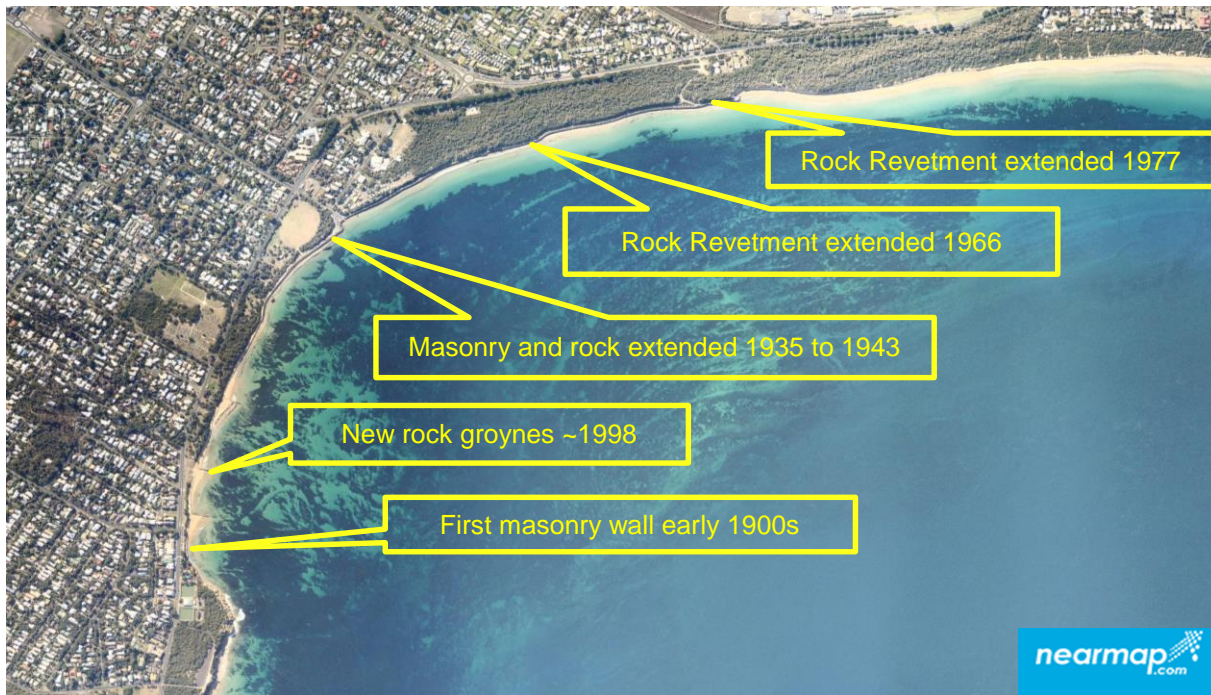 Rock Revetment extended 1977
Rock Revetment extended 1966
Masonry and rock extended 1935 to 1943
New rock groynes ~1998
First masonry wall early 1900s
nearmap
.com